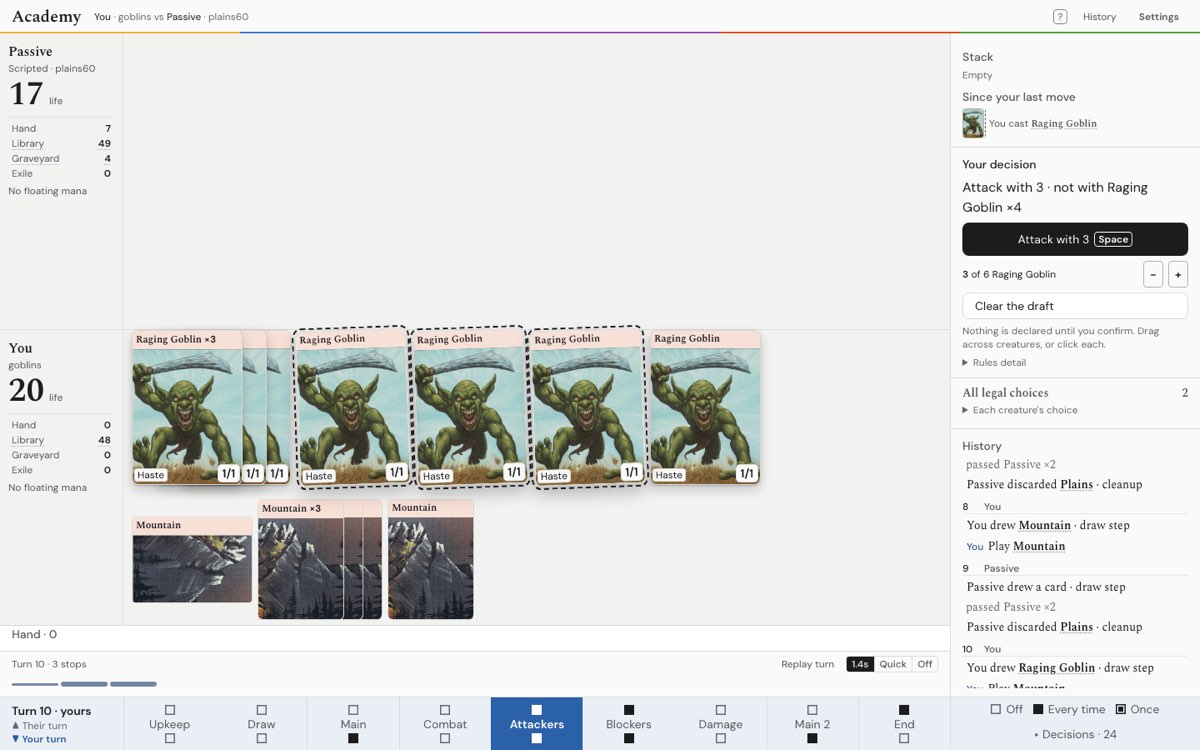 Academy You · goblins vs Passive · plains60
? History Settings
Passive
Scripted · plains60
17 life
Hand 7
Library 49
Graveyard 4
Exile 0
No floating mana
You
goblins
20 life
Hand 0
Library 48
Graveyard 0
Exile 0
No floating mana
Raging Goblin ×3
Haste 1/1 1/1 1/1
Raging Goblin
Haste 1/1
Raging Goblin
Haste 1/1
Raging Goblin
Haste 1/1
Raging Goblin
Haste 1/1
Mountain
Mountain ×3
Mountain
Hand · 0
Turn 10 · 3 stops
Replay turn 1.4s Quick Off
Stack
Empty
Since your last move
You cast Raging Goblin
Your decision
Attack with 3 · not with Raging
Goblin ×4
Attack with 3 Space
3 of 6 Raging Goblin - +
Clear the draft
Nothing is declared until you confirm. Drag
across creatures, or click each.
Rules detail
All legal choices 2
Each creature's choice
History
passed Passive ×2
Passive discarded Plains · cleanup
8 You
You drew Mountain · draw step
You Play Mountain
9 Passive
Passive drew a card · draw step
passed Passive ×2
Passive discarded Plains · cleanup
10 You
You drew Raging Goblin · draw step
You Play Mountain
Turn 10 · yours
Their turn
Your turn
Upkeep
Draw
Main
Combat
Attackers
Blockers
Damage
Main 2
End
Off Every time Once
Decisions · 24